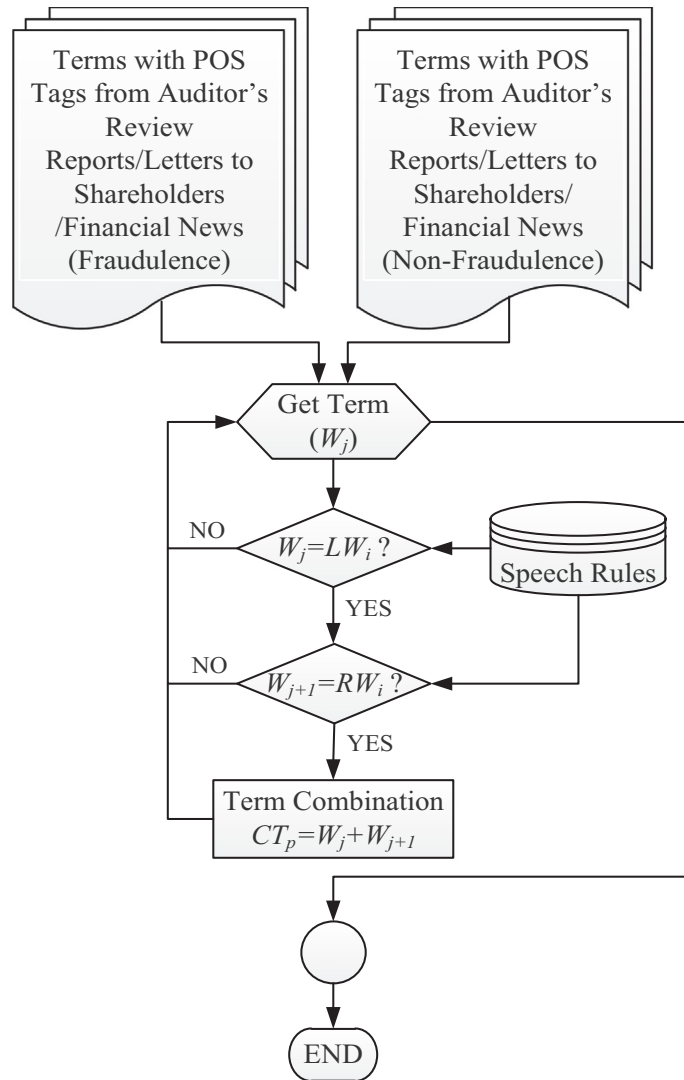 Terms with POS
Tags from Auditor’s
Review
Reports/Letters to
Shareholders
/Financial News
(Fraudulence)
Terms with POS
Tags from Auditor’s
Review
Reports/Letters to
Shareholders/
Financial News
(Non-Fraudulence)
Get Term
(Wj)
NO
Wj=LWi ?
Speech Rules
YES
NO
Wj+1=RWi ?
YES
Term Combination
CTp=Wj+Wj+1
END